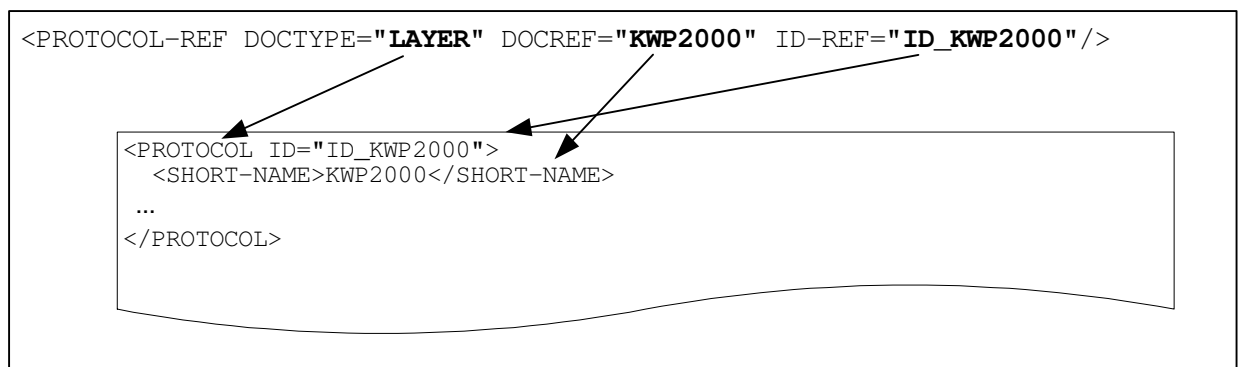 <PROTOCOL-REF DOCTYPE="LAYER" DOCREF="KWP2000" ID-REF="ID_KWP2000"/>
<PROTOCOL ID="ID_KWP2000">
<SHORT-NAME>KWP2000</SHORT-NAME>
...
</PROTOCOL>